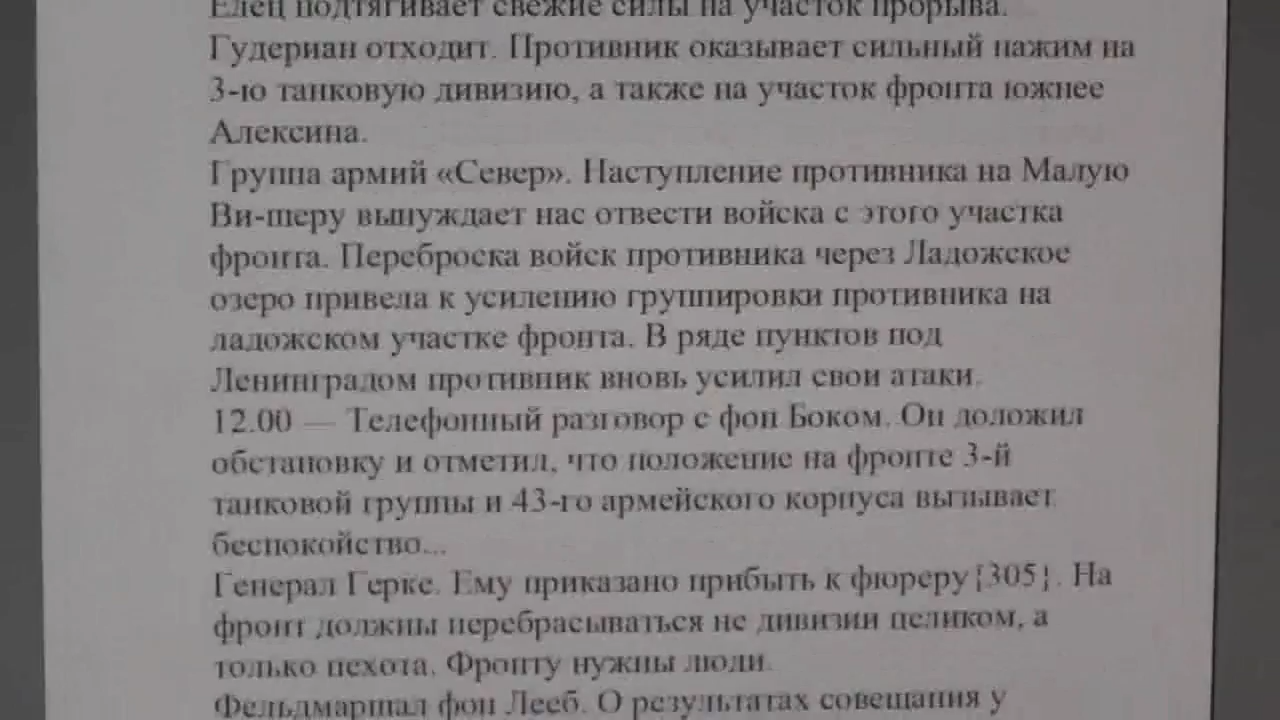 Елец подтягивает свежие силы на участок прорыва.
Гудериан отходит. Противник оказывает сильный нажим на
3-ю танковую дивизию, а также на участок фронта южнее
Алексина.
Группа армий «Север». Наступление противника на Малую
Ви-шеру вынуждает нас отвести войска с этого участка
фронта. Переброска войск противника через Ладожское
озеро привела к усилению группировки противника на
ладожском участке фронта. В ряде пунктов под
Ленинградом противник вновь усилил свои атаки.
12.00 — Телефонный разговор с фон Боком. Он доложил
обстановку и отметил, что положение на фронте 3-й
танковой группы и 43-го армейского корпуса вызывает
беспокойство...
Генерал Герке. Ему приказано прибыть к фюреру{305}. На
фронт должны перебрасываться не дивизии целиком, а
только пехота. Фронту нужны люди.
Фельдмаршал фон Лееб. О результатах совещания у